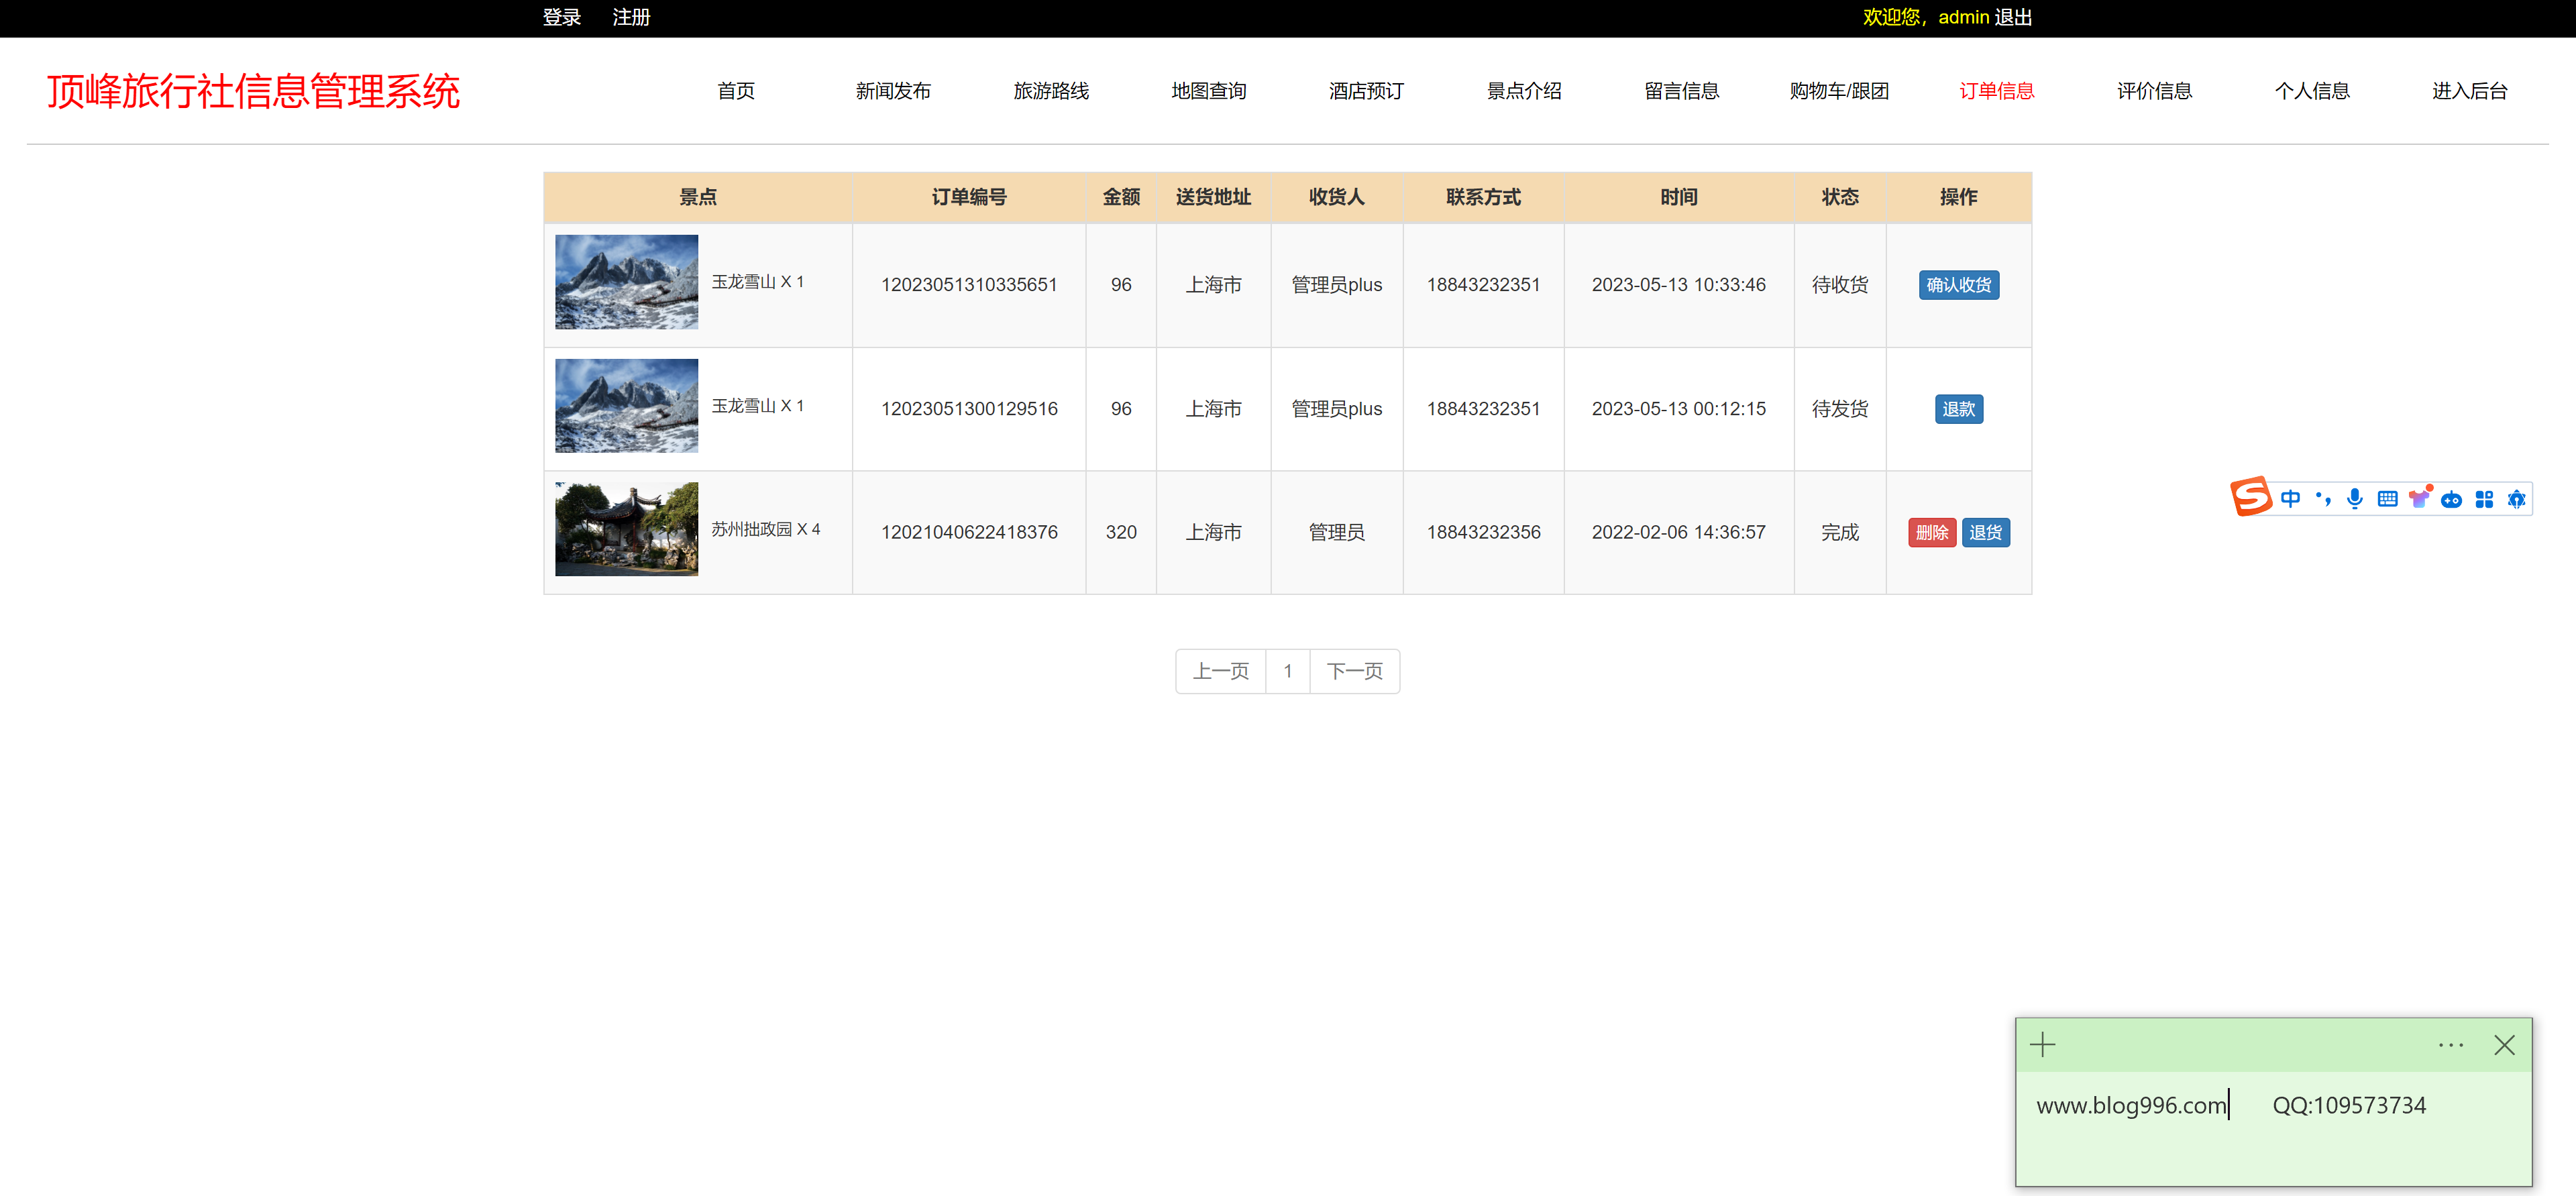 登录 注册 欢迎您，admin 退出
顶峰旅行社信息管理系统 首页 新闻发布 旅游路线 地图查询 酒店预订 景点介绍 留言信息 购物车/跟团 订单信息 评价信息 个人信息 进入后台
景点 订单编号 金额 送货地址 收货人 联系方式 时间 状态 操作
玉龙雪山 X 1 12023051310335651 96 上海市 管理员plus 18843232351 2023-05-13 10:33:46 待收货 确认收货
玉龙雪山 X 1 12023051300129516 96 上海市 管理员plus 18843232351 2023-05-13 00:12:15 待发货 退款
苏州拙政园 X 4 12021040622418376 320 上海市 管理员 18843232356 2022-02-06 14:36:57 完成 删除 退货
中
上一页 1 下一页
www.blog996.com QQ:109573734